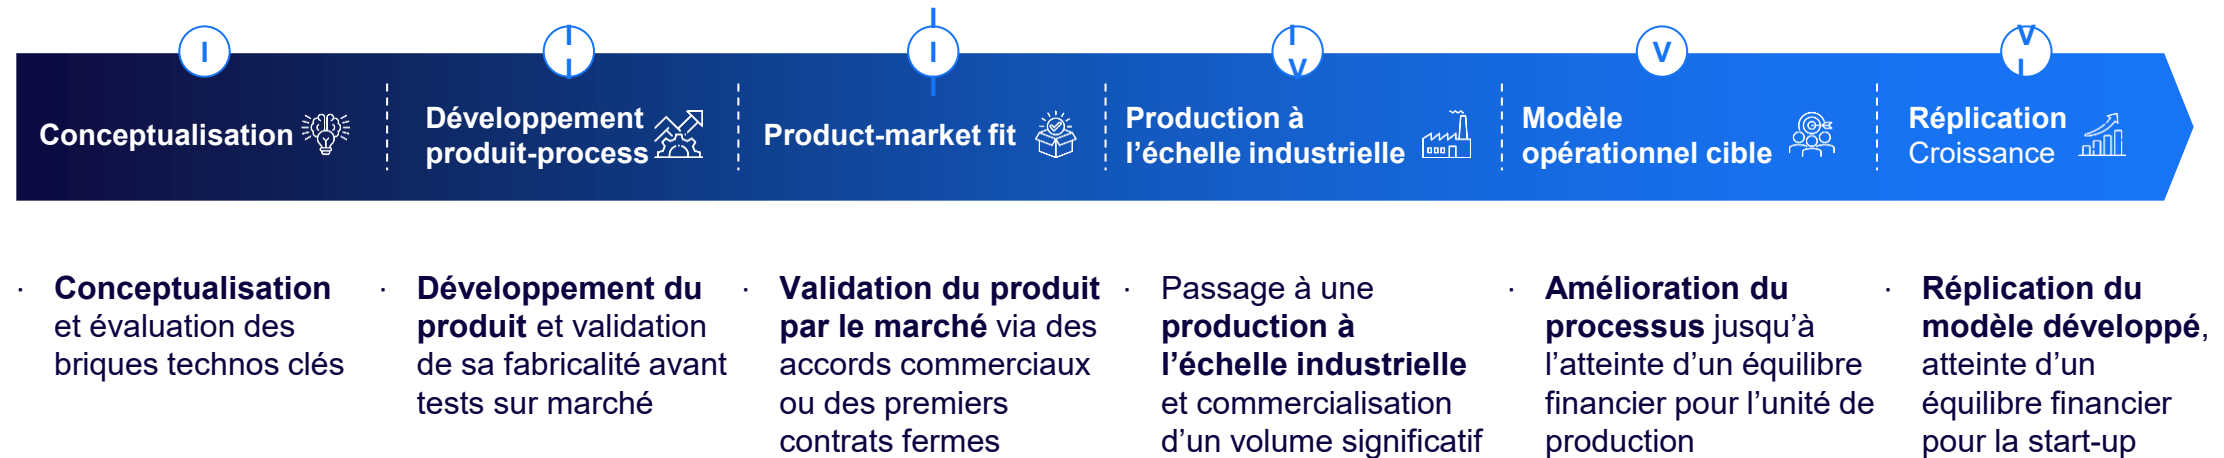 I
II
III
IV
V
VI
Conceptualisation
Développement
produit-process
Product-market fit
Production à
l’échelle industrielle
Modèle
opérationnel cible
Réplication
Croissance
· Conceptualisation
et évaluation des
briques technos clés
· Développement du
produit et validation
de sa fabricalité avant
tests sur marché
· Validation du produit
par le marché via des
accords commerciaux
ou des premiers
contrats fermes
· Passage à une
production à
l’échelle industrielle
et commercialisation
d’un volume significatif
· Amélioration du
processus jusqu’à
l’atteinte d’un équilibre
financier pour l’unité de
production
· Réplication du
modèle développé,
atteinte d’un
équilibre financier
pour la start-up